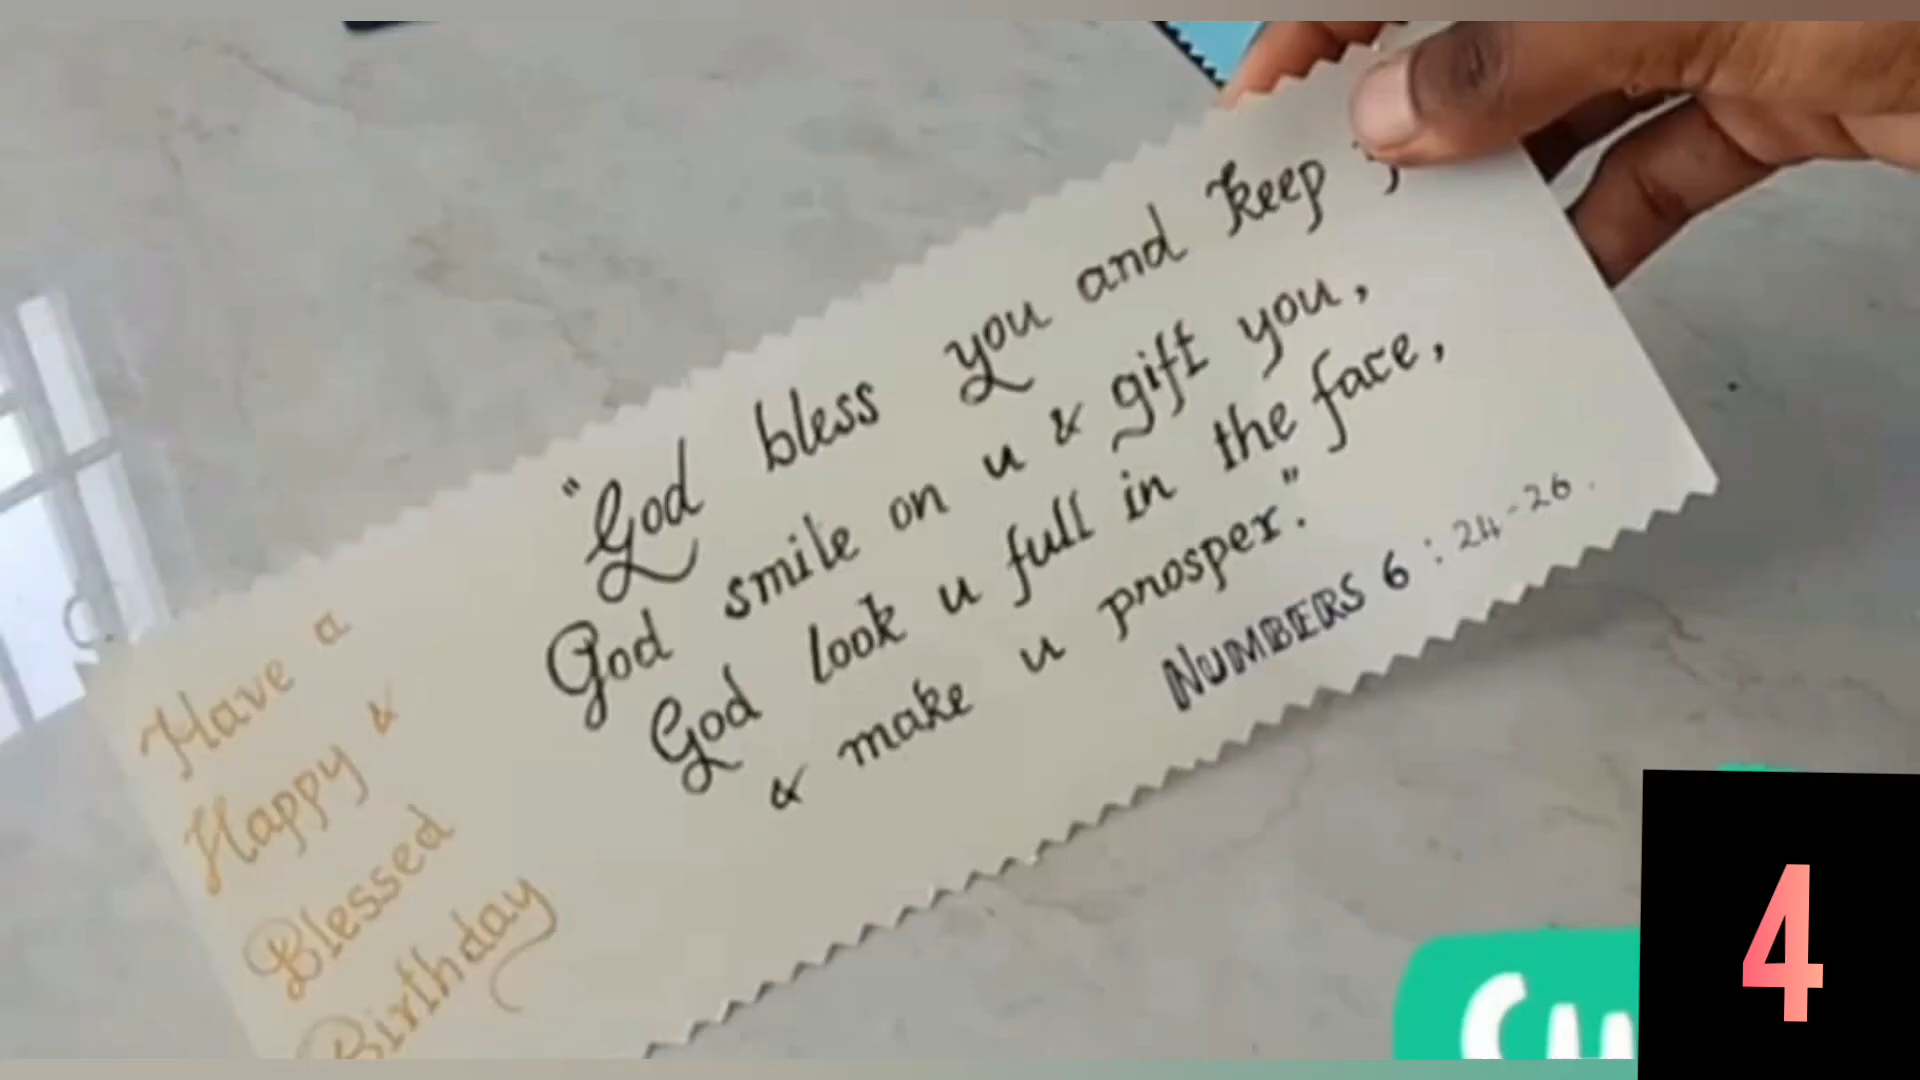 "God bless you and keep
God smile on u & gift you,
God look u full in the face,
& make u prosper."
NUMBERS 6 : 24-26.
Have a
Happy &
Blessed
Birthday
4